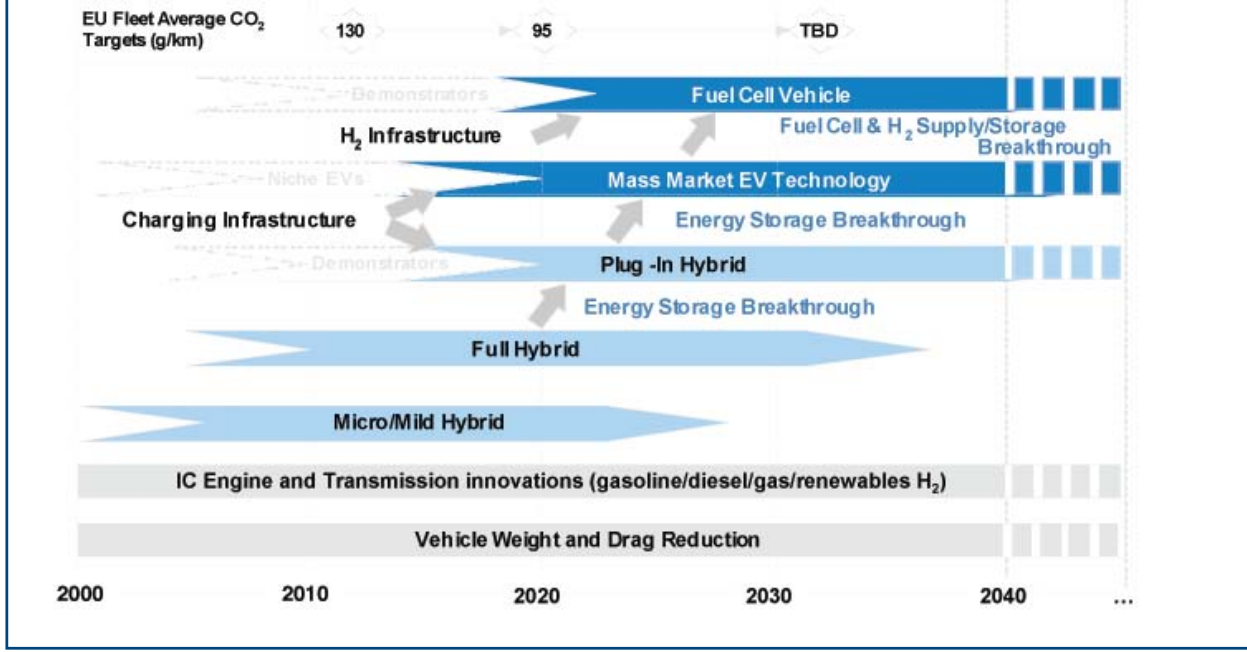 EU Fleet Average CO₂
Targets (g/km)
130
95
TBD
Demonstrators
Fuel Cell Vehicle
H₂ Infrastructure
Fuel Cell & H₂ Supply/Storage
Breakthrough
Niche EVs
Mass Market EV Technology
Charging Infrastructure
Energy Storage Breakthrough
Demonstrators
Plug -In Hybrid
Energy Storage Breakthrough
Full Hybrid
Micro/Mild Hybrid
IC Engine and Transmission innovations (gasoline/diesel/gas/renewables H₂)
Vehicle Weight and Drag Reduction
2000
2010
2020
2030
2040
...